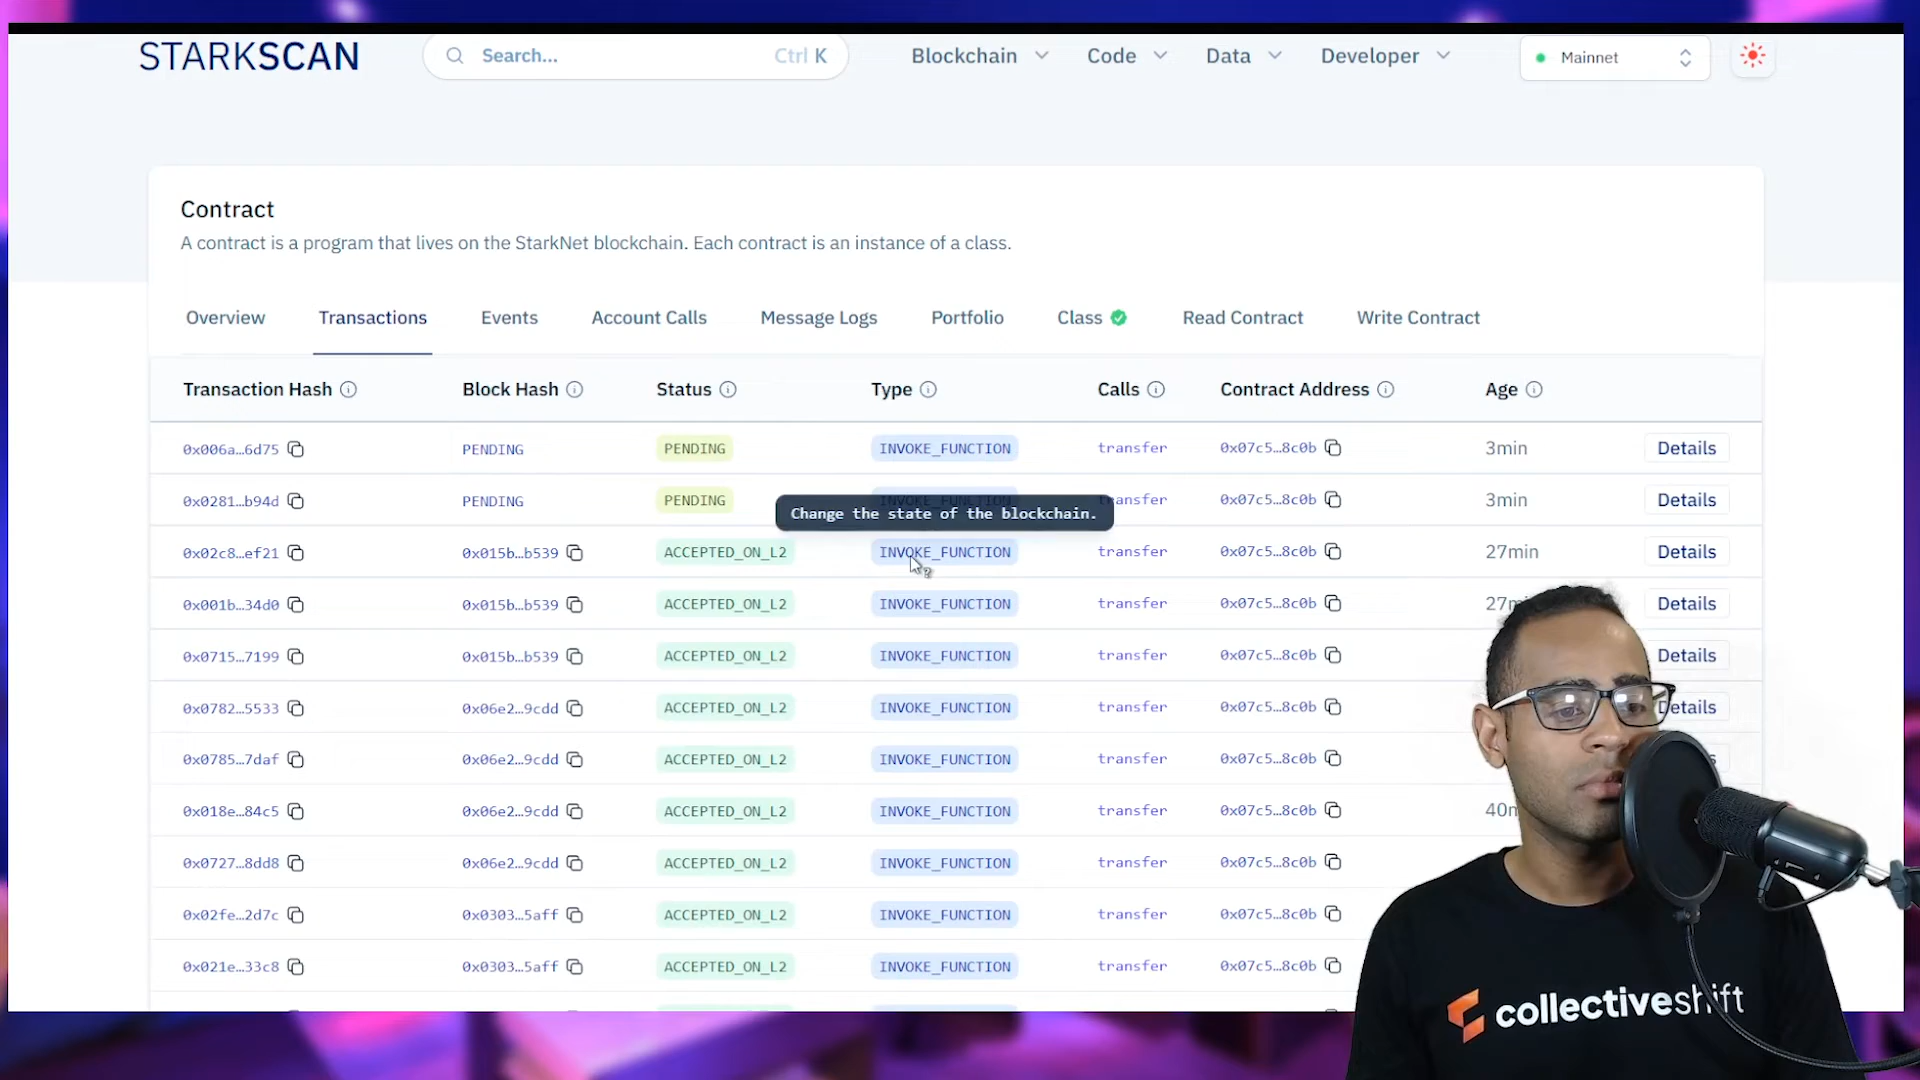 STARKSCAN
Search... Ctrl K
Blockchain
Code
Data
Developer
Mainnet
Contract
A contract is a program that lives on the StarkNet blockchain. Each contract is an instance of a class.
Overview Transactions Events Account Calls Message Logs Portfolio Class Read Contract Write Contract
Transaction Hash Block Hash Status Type Calls Contract Address Age
0x006a…6d75 PENDING PENDING INVOKE_FUNCTION transfer 0x07c5…8c0b 3min Details
0x0281…b94d PENDING PENDING INVOKE_FUNCTION transfer 0x07c5…8c0b 3min Details
Change the state of the blockchain.
0x02c8…ef21 0x015b…b539 ACCEPTED_ON_L2 INVOKE_FUNCTION transfer 0x07c5…8c0b 27min Details
0x001b…34d0 0x015b…b539 ACCEPTED_ON_L2 INVOKE_FUNCTION transfer 0x07c5…8c0b Details
0x0715…7199 0x015b…b539 ACCEPTED_ON_L2 INVOKE_FUNCTION transfer 0x07c5…8c0b Details
0x0782…5533 0x06e2…9cdd ACCEPTED_ON_L2 INVOKE_FUNCTION transfer 0x07c5…8c0b Details
0x0785…7daf 0x06e2…9cdd ACCEPTED_ON_L2 INVOKE_FUNCTION transfer 0x07c5…8c0b
0x018e…84c5 0x06e2…9cdd ACCEPTED_ON_L2 INVOKE_FUNCTION transfer 0x07c5…8c0b
0x0727…8dd8 0x06e2…9cdd ACCEPTED_ON_L2 INVOKE_FUNCTION transfer 0x07c5…8c0b
0x02fe…2d7c 0x0303…5aff ACCEPTED_ON_L2 INVOKE_FUNCTION transfer 0x07c5…8c0b
0x021e…33c8 0x0303…5aff ACCEPTED_ON_L2 INVOKE_FUNCTION transfer 0x07c5…8c0b
collectiveshift